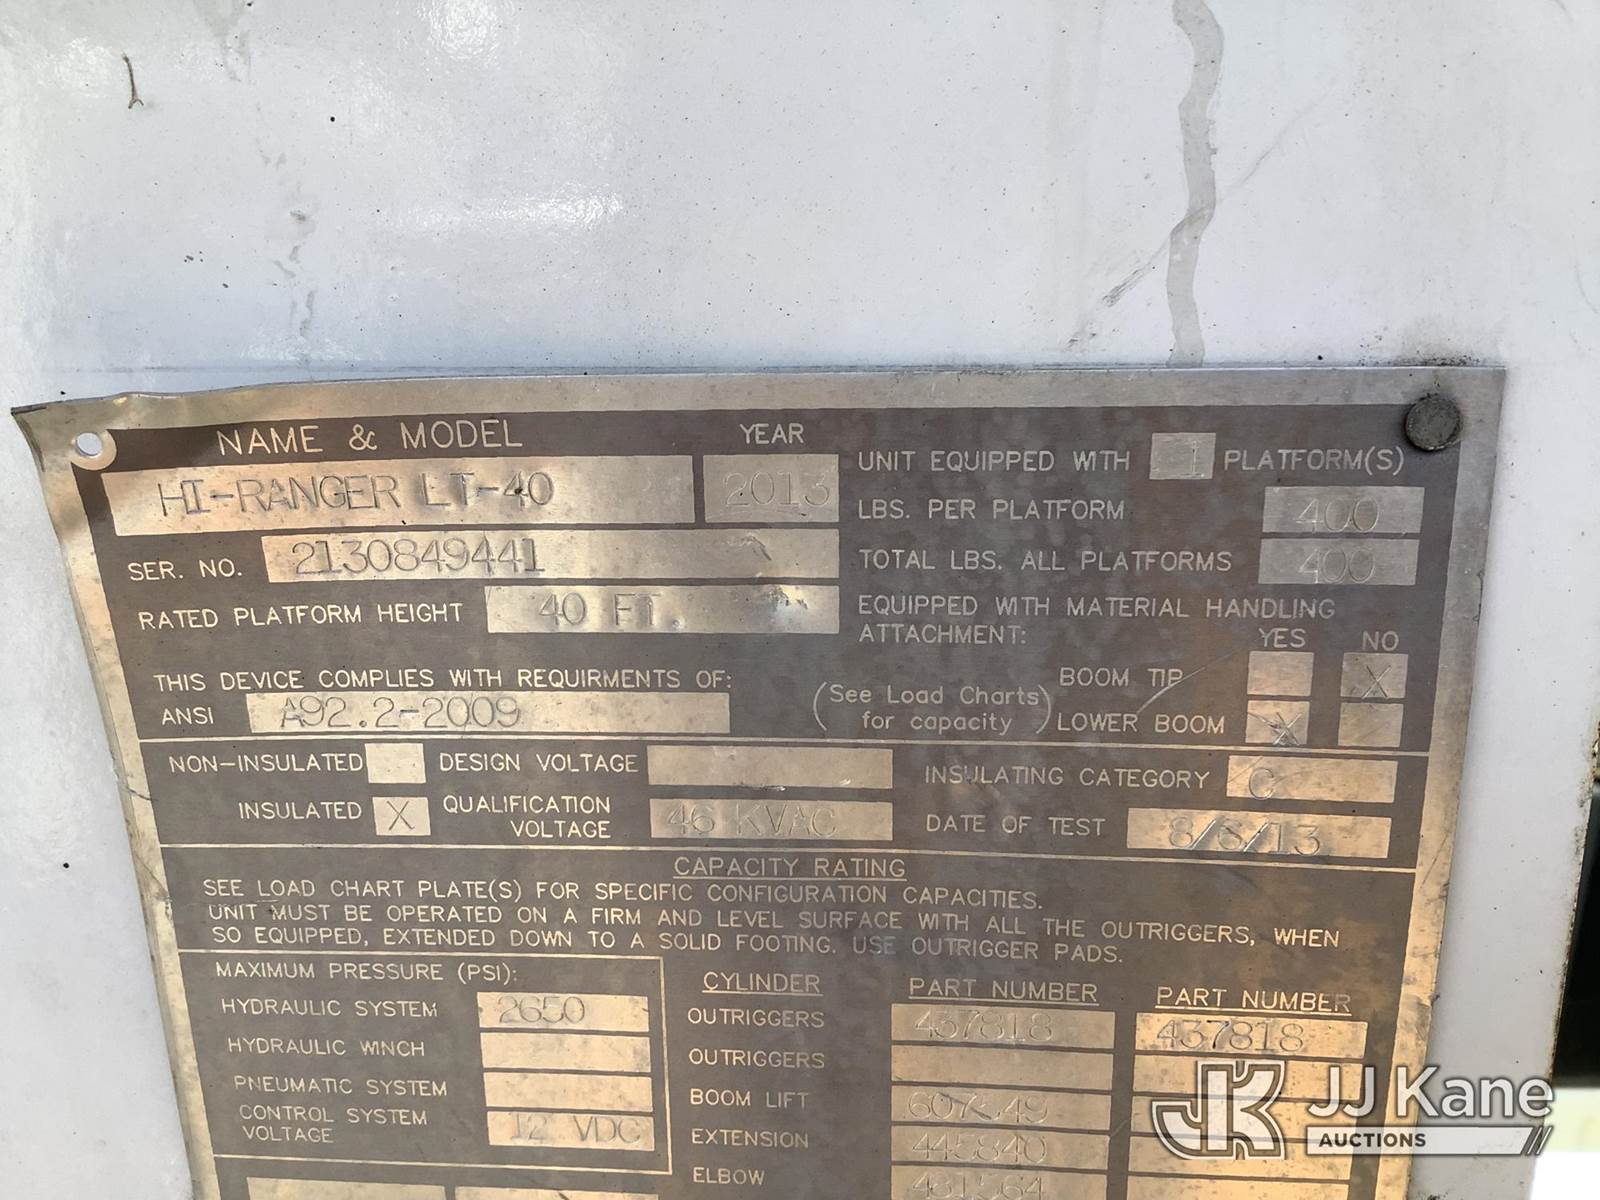 NAME & MODEL YEAR
HI-RANGER LT-40 2013
UNIT EQUIPPED WITH 1 PLATFORM(S)
LBS. PER PLATFORM 400
SER. NO. 2130849441
TOTAL LBS. ALL PLATFORMS 400
RATED PLATFORM HEIGHT 40 FT.
EQUIPPED WITH MATERIAL HANDLING
ATTACHMENT: YES NO
THIS DEVICE COMPLIES WITH REQUIRMENTS OF:
ANSI A92.2-2009
(See Load Charts
for capacity)
BOOM TIP X
LOWER BOOM X
NON-INSULATED DESIGN VOLTAGE
INSULATING CATEGORY C
INSULATED X QUALIFICATION
VOLTAGE 46 KVAC
DATE OF TEST 8/6/13
CAPACITY RATING
SEE LOAD CHART PLATE(S) FOR SPECIFIC CONFIGURATION CAPACITIES.
UNIT MUST BE OPERATED ON A FIRM AND LEVEL SURFACE WITH ALL THE OUTRIGGERS, WHEN
SO EQUIPPED, EXTENDED DOWN TO A SOLID FOOTING. USE OUTRIGGER PADS.
MAXIMUM PRESSURE (PSI):
HYDRAULIC SYSTEM 2650
HYDRAULIC WINCH
PNEUMATIC SYSTEM
CONTROL SYSTEM
VOLTAGE 12 VDC
CYLINDER PART NUMBER PART NUMBER
OUTRIGGERS 437818 437818
OUTRIGGERS
BOOM LIFT
EXTENSION 445840
ELBOW 481564
JK JJ Kane
AUCTIONS